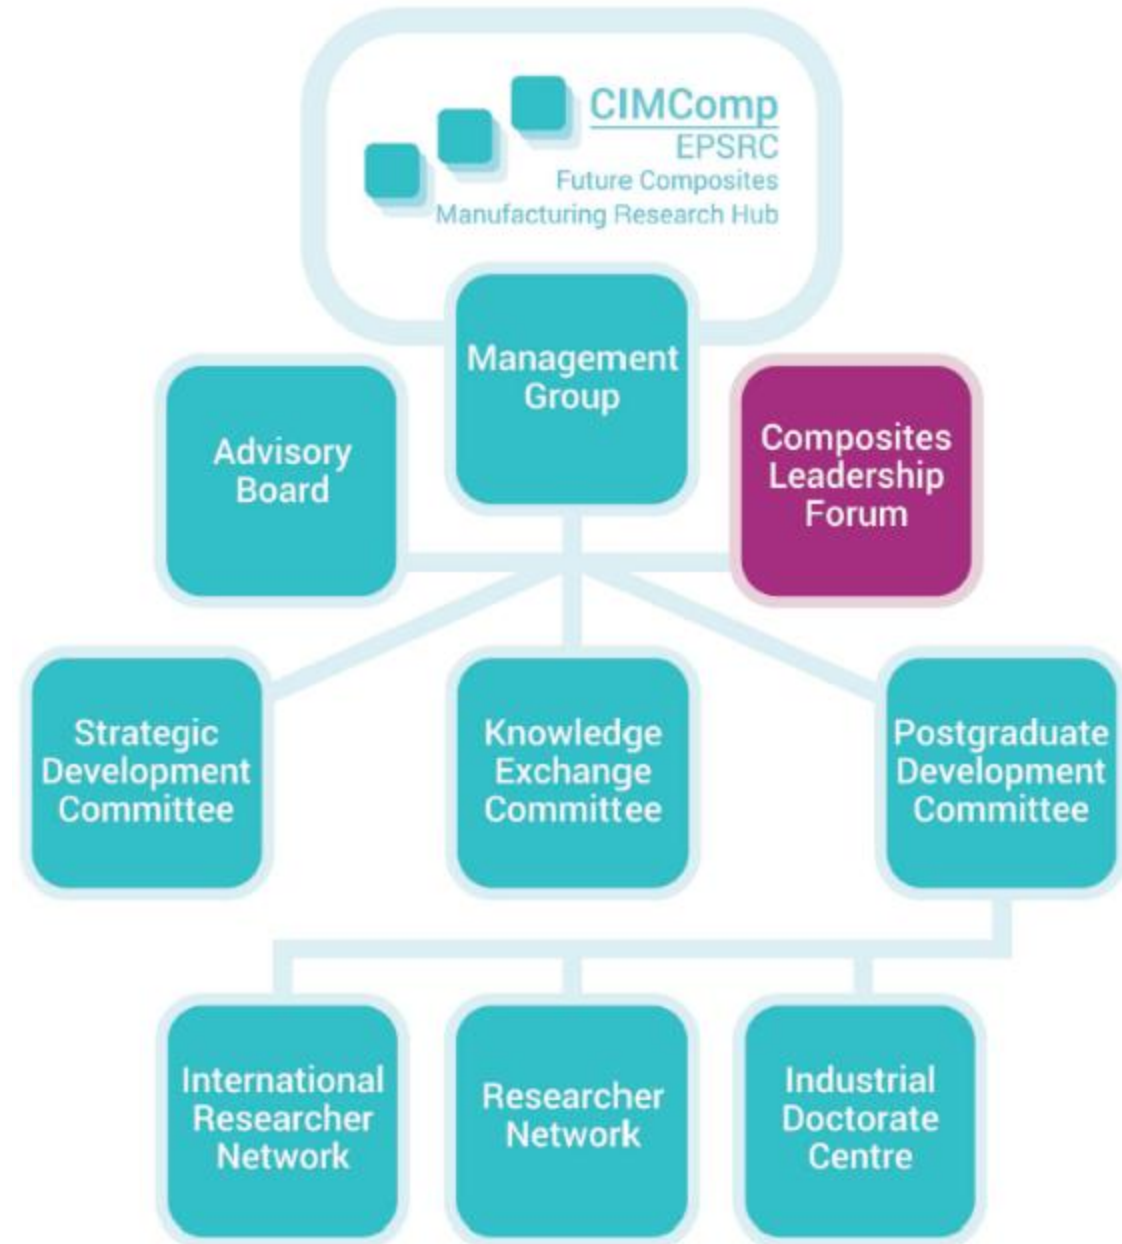 CIMComp
EPSRC
Future Composites
Manufacturing Research Hub
Management
Group
Advisory
Board
Composites
Leadership
Forum
Strategic
Development
Committee
Knowledge
Exchange
Committee
Postgraduate
Development
Committee
International
Researcher
Network
Researcher
Network
Industrial
Doctorate
Centre